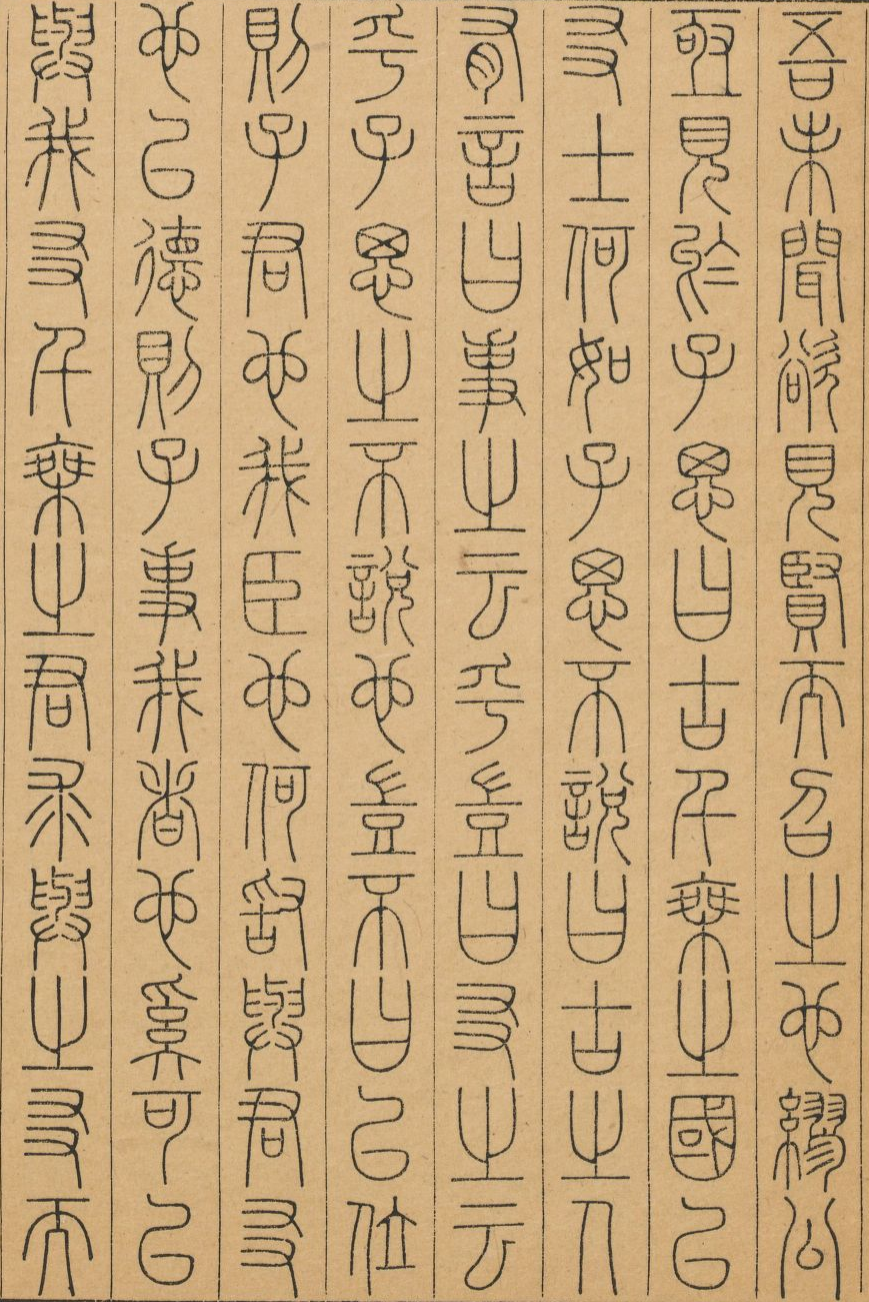 吾未聞欲見賢而召之也繆公
亟見於子思曰古千乘之國以
友士何如子思不說曰古之人
有言曰事之云乎豈曰友之云
乎子思之不說也豈不曰以位
則子君也我臣也何敢與君友
也以德則子事我者也奚可以
與我友千乘之君求與之友而